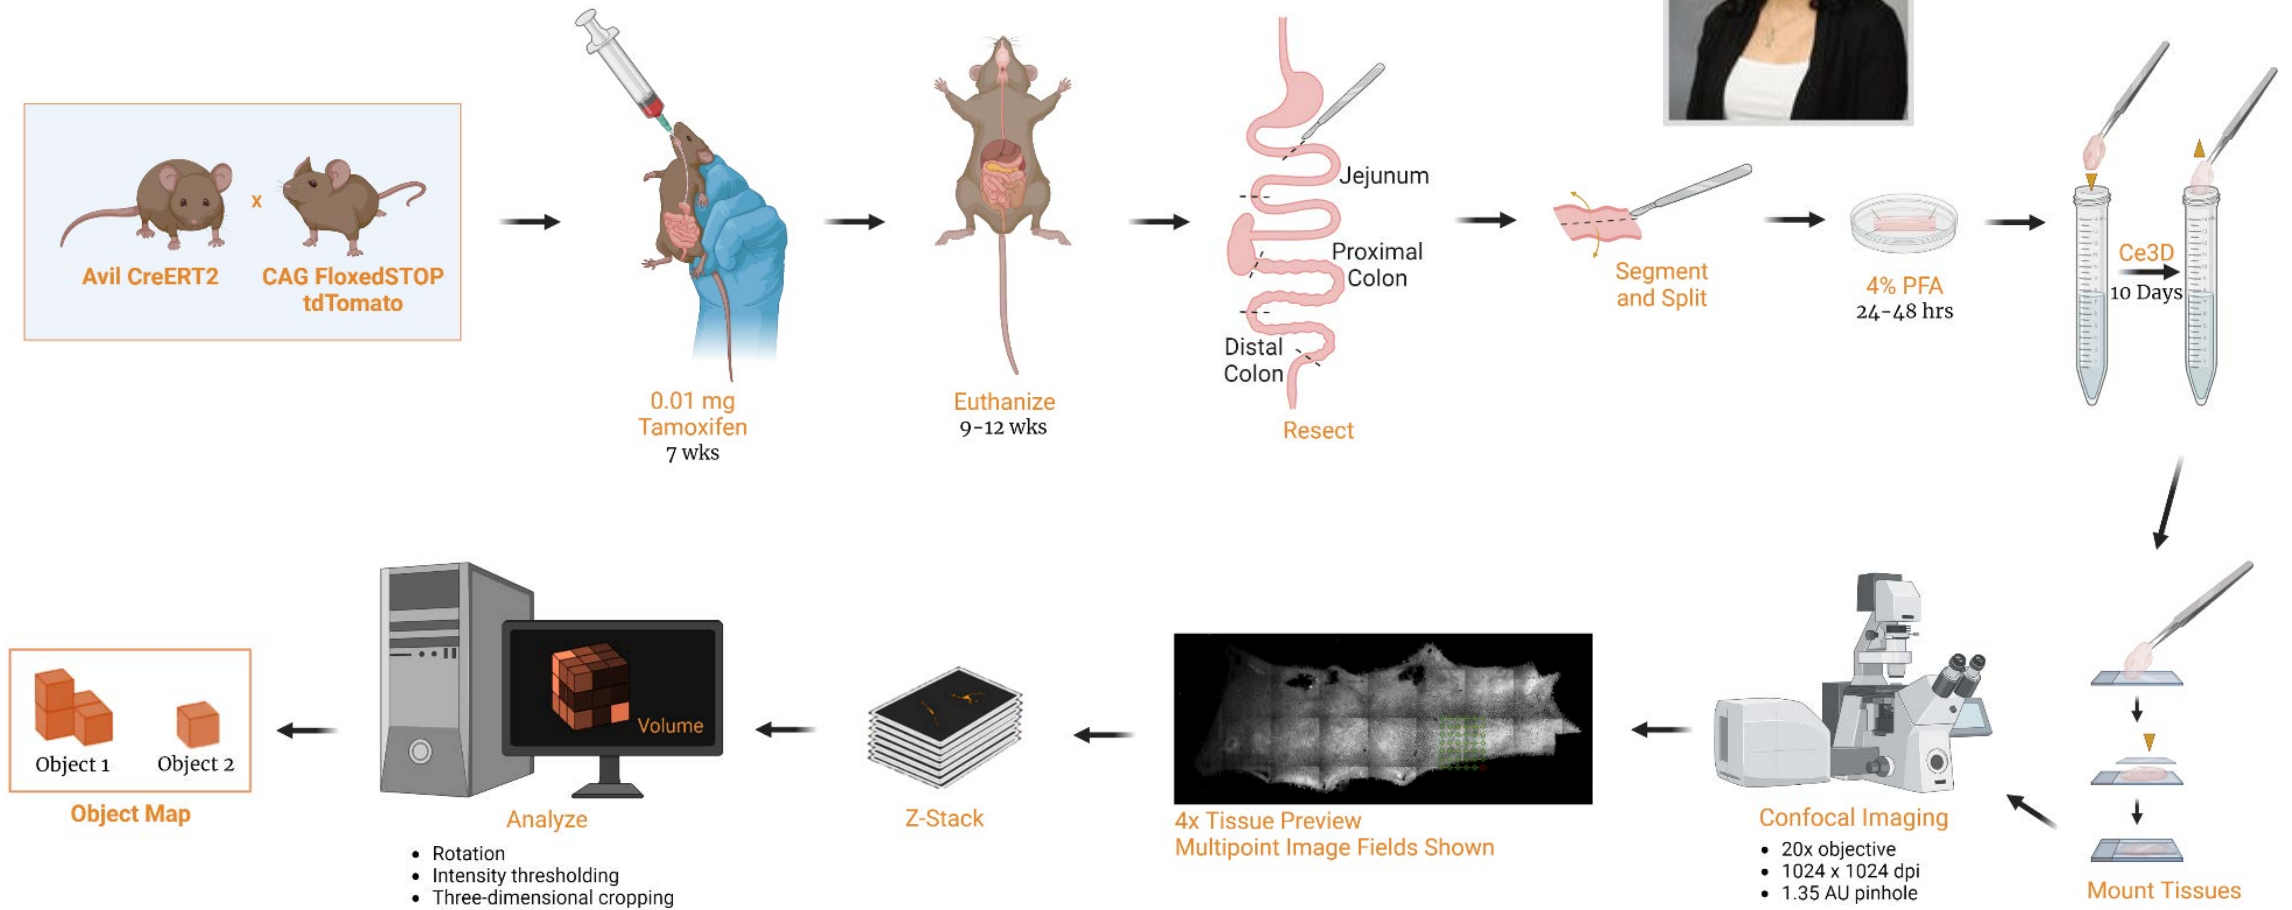 Avil CreERT2
x
CAG FloxedSTOP
tdTomato
0.01 mg
Tamoxifen
7 wks
Euthanize
9-12 wks
Jejunum
Proximal
Colon
Distal
Colon
Resect
Segment
and Split
4% PFA
24-48 hrs
Ce3D
10 Days
Mount Tissues
Confocal Imaging
• 20x objective
• 1024 x 1024 dpi
• 1.35 AU pinhole
4x Tissue Preview
Multipoint Image Fields Shown
Z-Stack
Volume
Analyze
• Rotation
• Intensity thresholding
• Three-dimensional cropping
Object 1
Object 2
Object Map